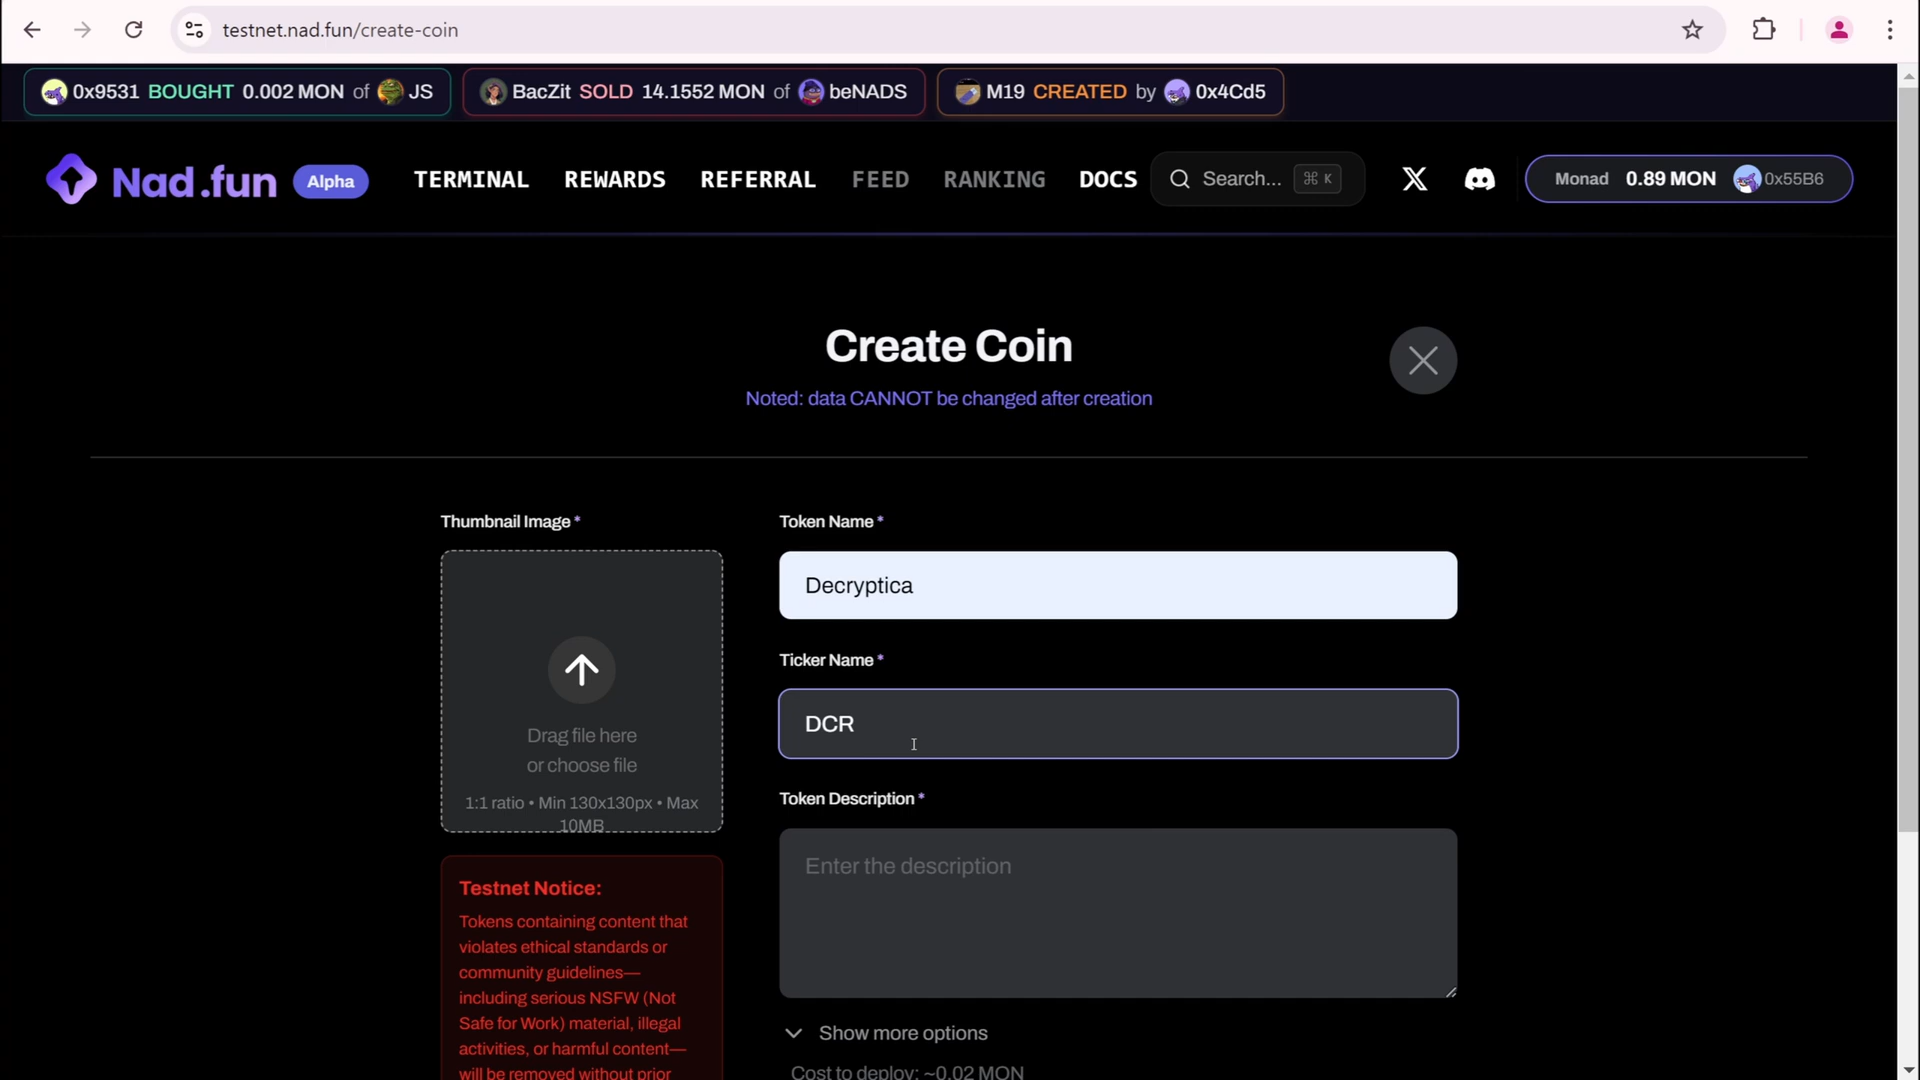 testnet.nad.fun/create-coin
0x9531 BOUGHT 0.002 MON of JS
BacZit SOLD 14.1552 MON of beNADS
M19 CREATED by 0x4Cd5
Nad.fun Alpha TERMINAL REWARDS REFERRAL FEED RANKING DOCS Search... ⌘ K Monad 0.89 MON 0x55B6
Create Coin
Noted: data CANNOT be changed after creation
Thumbnail Image *
Drag file here
or choose file
1:1 ratio • Min 130x130px • Max
10MB
Testnet Notice:
Tokens containing content that
violates ethical standards or
community guidelines—
including serious NSFW (Not
Safe for Work) material, illegal
activities, or harmful content—
will be removed without prior
Token Name *
Decryptica
Ticker Name *
DCR
Token Description *
Enter the description
Show more options
Cost to deploy: ~0.02 MON